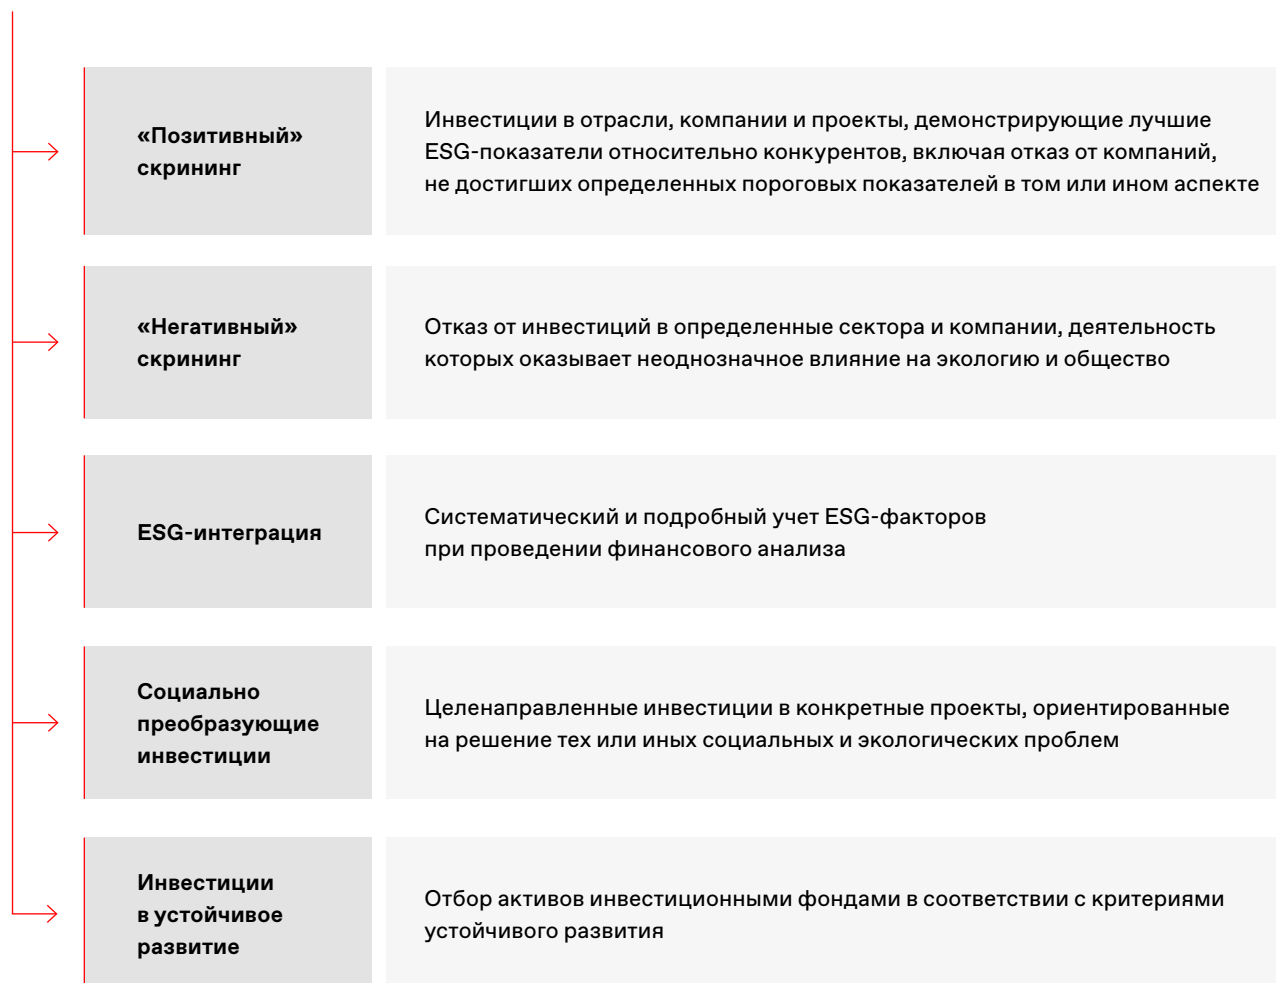 «Позитивный»
скрининг
Инвестиции в отрасли, компании и проекты, демонстрирующие лучшие
ESG-показатели относительно конкурентов, включая отказ от компаний,
не достигших определенных пороговых показателей в том или ином аспекте
«Негативный»
скрининг
Отказ от инвестиций в определенные сектора и компании, деятельность
которых оказывает неоднозначное влияние на экологию и общество
ESG-интеграция
Систематический и подробный учет ESG-факторов
при проведении финансового анализа
Социально
преобразующие
инвестиции
Целенаправленные инвестиции в конкретные проекты, ориентированные
на решение тех или иных социальных и экологических проблем
Инвестиции
в устойчивое
развитие
Отбор активов инвестиционными фондами в соответствии с критериями
устойчивого развития